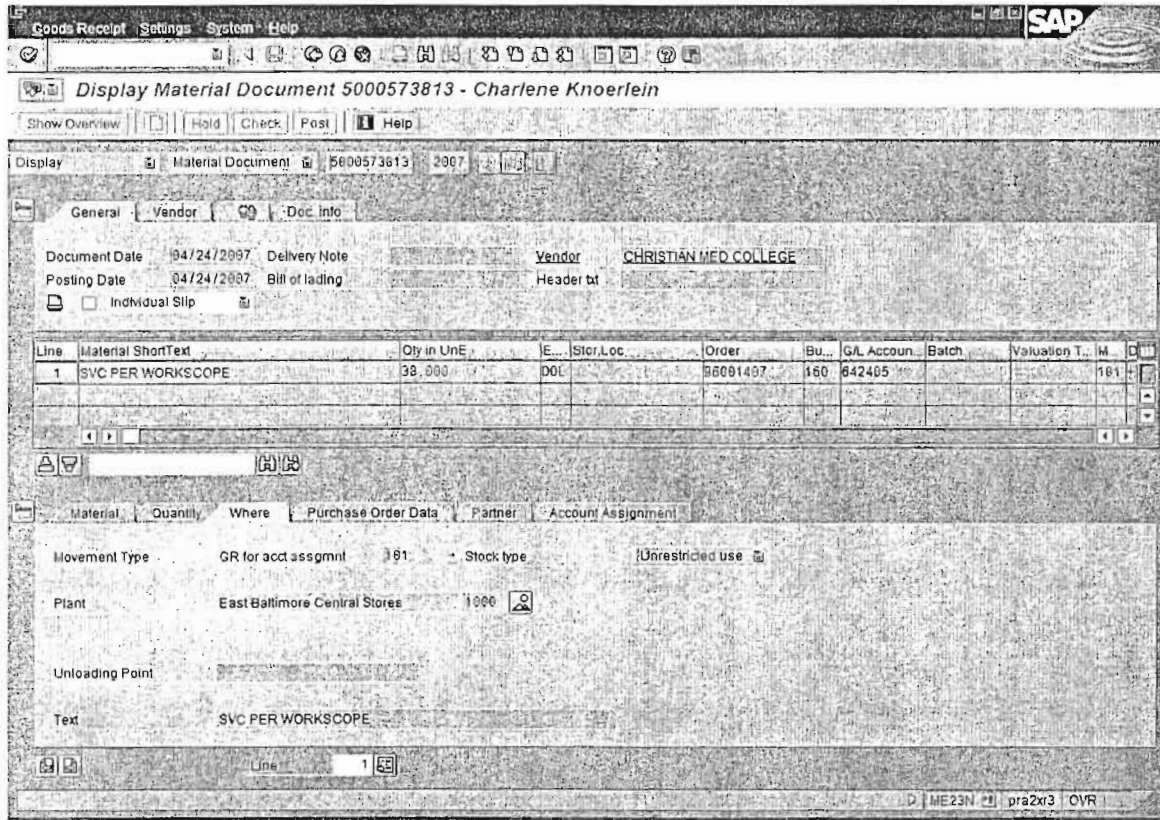 Goods Receipt Settings System Help
SAP
Display Material Document 5000573813 - Charlene Knoerlein
Show Overview Hold Check Post Help
Display Material Document 5000573813 2007
General Vendor Doc. info
Document Date 04/24/2007 Delivery Note Vendor CHRISTIAN MED COLLEGE
Posting Date 04/24/2007 Bill of lading Header txt
Individual Slip
Line Material ShortText Qty in UnE E... Stor.Loc Order Bu... G/L Accoun... Batch Valuation T... M D
1 SVC PER WORKSCOPE DOL 160 642405 +
Material Quantity Where Purchase Order Data Partner Account Assignment
Movement Type GR for acct assgmnt + Stock type Unrestricted use
Plant East Baltimore Central Stores 1000
Unloading Point
Text SVC PER WORKSCOPE
Line 1
ME23N pra2xr3 OVR